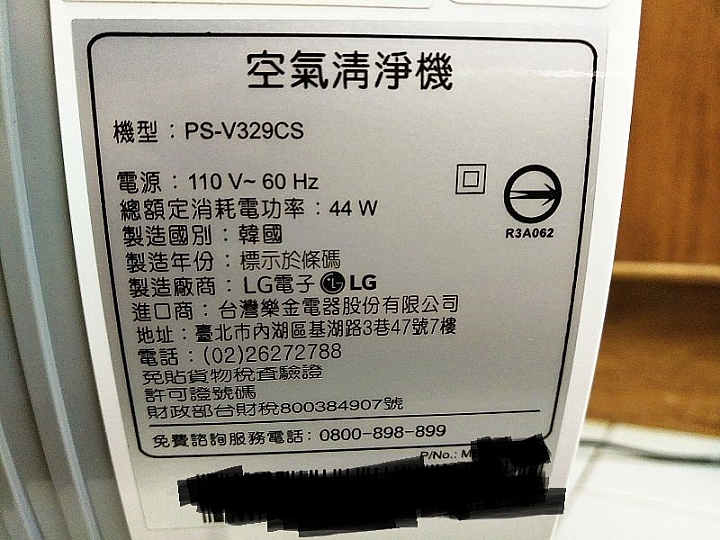 空氣清淨機
機型：PS-V329CS
電源：110 V~ 60 Hz
總額定消耗電功率：44 W
R3A062
製造國別：韓國
製造年份：標示於條碼
製造廠商：LG電子 LG
進口商：台灣樂金電器股份有限公司
地址：臺北市內湖區基湖路3巷47號7樓
電話：(02)26272788
免貼貨物稅查驗證
許可證號碼
財政部台財稅800384907號
免費諮詢服務電話：0800-898-899
P/No.: M